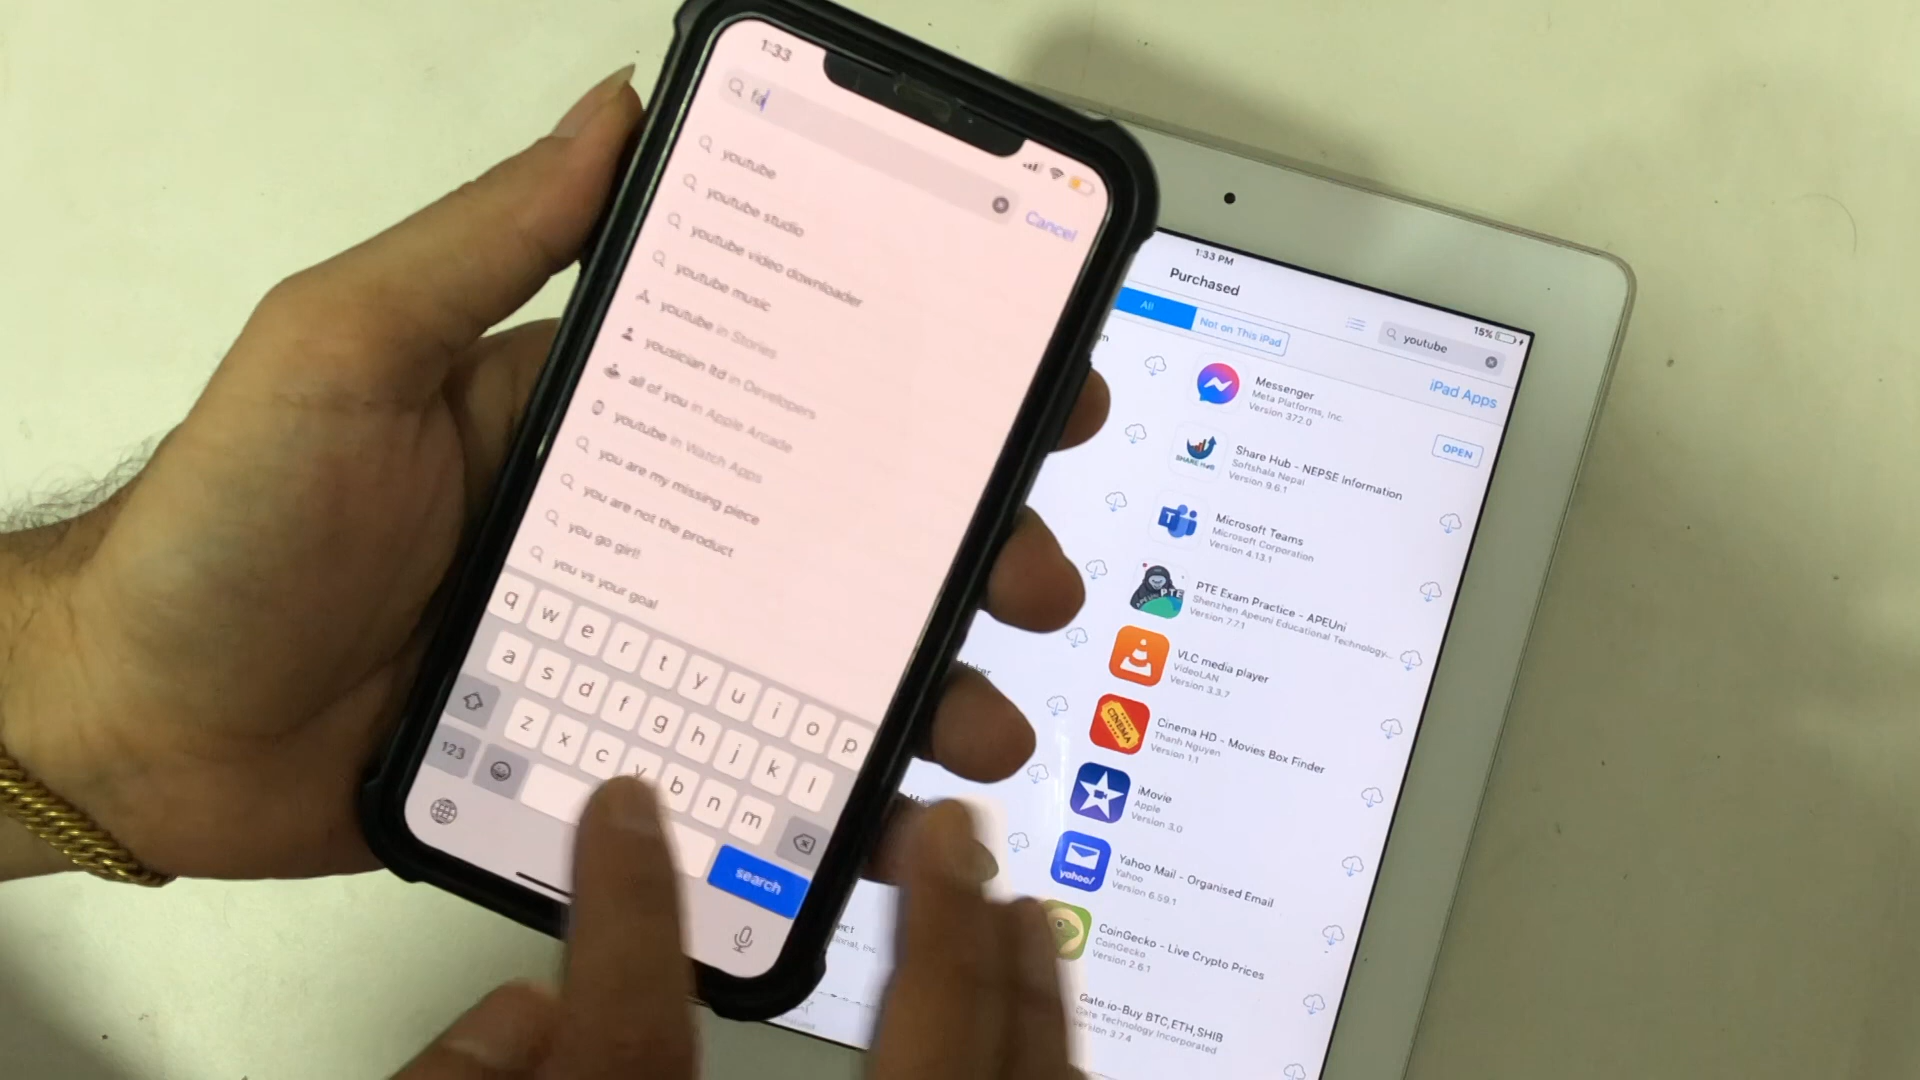 1:33
fa
Cancel
youtube
youtube studio
youtube video downloader
youtube music
youtube in Stories
yousician ltd in Developers
all of you in Apple Arcade
youtube in Watch Apps
you are my missing piece
you are not the product
you go girl!
you vs your goal
q w e r t y u i o p
a s d f g h j k l
z x c v b n m
123
search
1:33 PM
15%
Purchased
All
Not on This iPad
youtube
iPad Apps
Messenger
Meta Platforms, Inc.
Version 372.0
OPEN
SHARE HUB
Share Hub - NEPSE Information
Softshala Nepal
Version 9.6.1
T
Microsoft Teams
Microsoft Corporation
Version 4.13.1
PTE
PTE Exam Practice - APEUni
Shenzhen Apeuni Educational Technology...
Version 7.7.1
VLC media player
VideoLAN
Version 3.3.7
CINEMA
Cinema HD - Movies Box Finder
Thanh Nguyen
Version 1.1
iMovie
Apple
Version 3.0
yahoo!
Yahoo Mail - Organised Email
Yahoo
Version 6.59.1
CoinGecko - Live Crypto Prices
CoinGecko
Version 2.6.1
Gate.io-Buy BTC,ETH,SHIB
Gate Technology Incorporated
Version 3.7.4